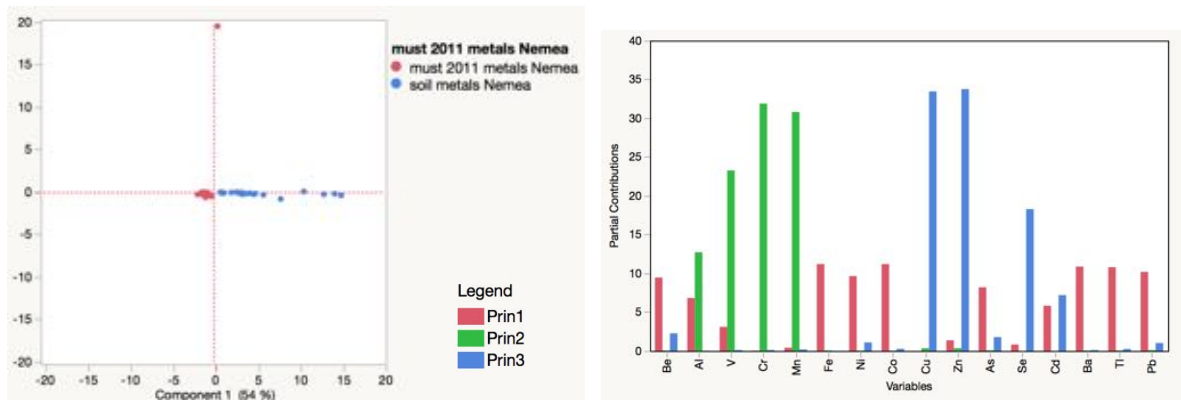 20
15
10
5
0
-5
-10
-15
-20
-20 -15 -10 -5 0 5 10 15 20
Component 1 (54 %)
must 2011 metals Nemea
must 2011 metals Nemea
soil metals Nemea
Legend
Prin1
Prin2
Prin3
40
35
30
25
20
15
10
5
0
Partial Contributions
Be Al V Cr Mn Fe Ni Co Cu Zn As Se Cd Ba Tl Pb
Variables